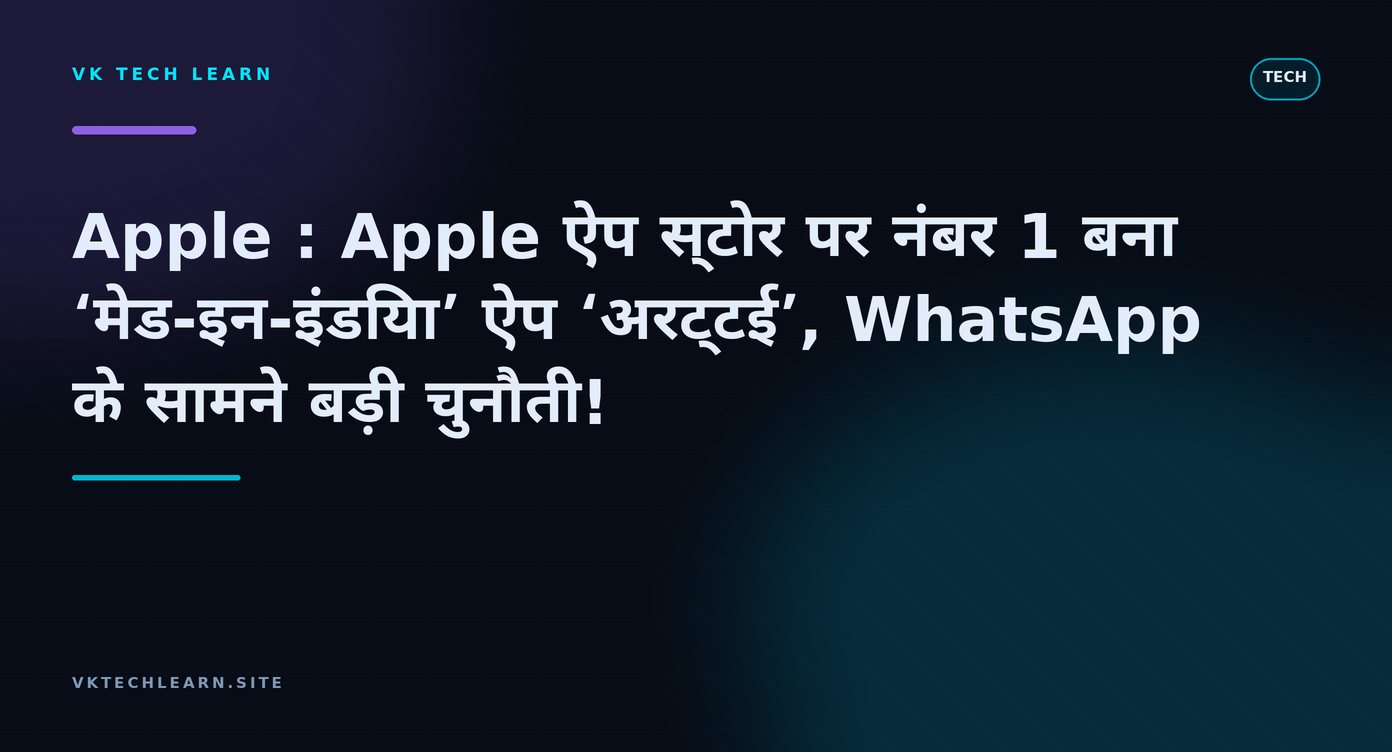 VK TECH LEARN
TECH
Apple : Apple ऐप स्टोर पर नंबर 1 बना
‘मेड-इन-इंडिया’ ऐप ‘अरट्टई’, WhatsApp
के सामने बड़ी चुनौती!
VKTECHLEARN.SITE